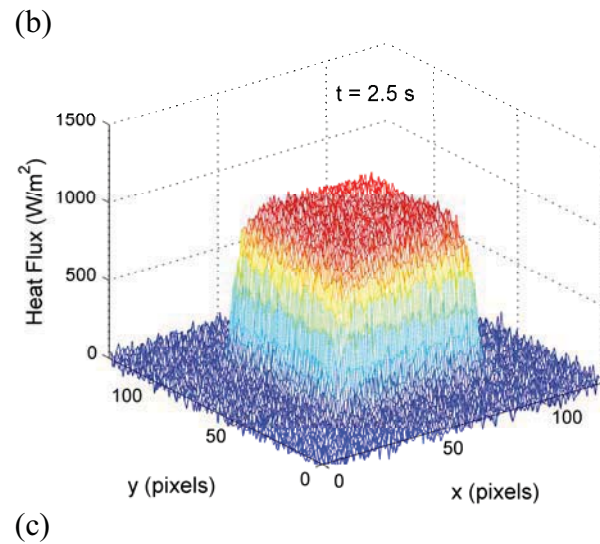 (b)
t = 2.5 s
1500
1000
500
0
Heat Flux (W/m²)
100
50
0
y (pixels)
0
50
100
x (pixels)
(c)